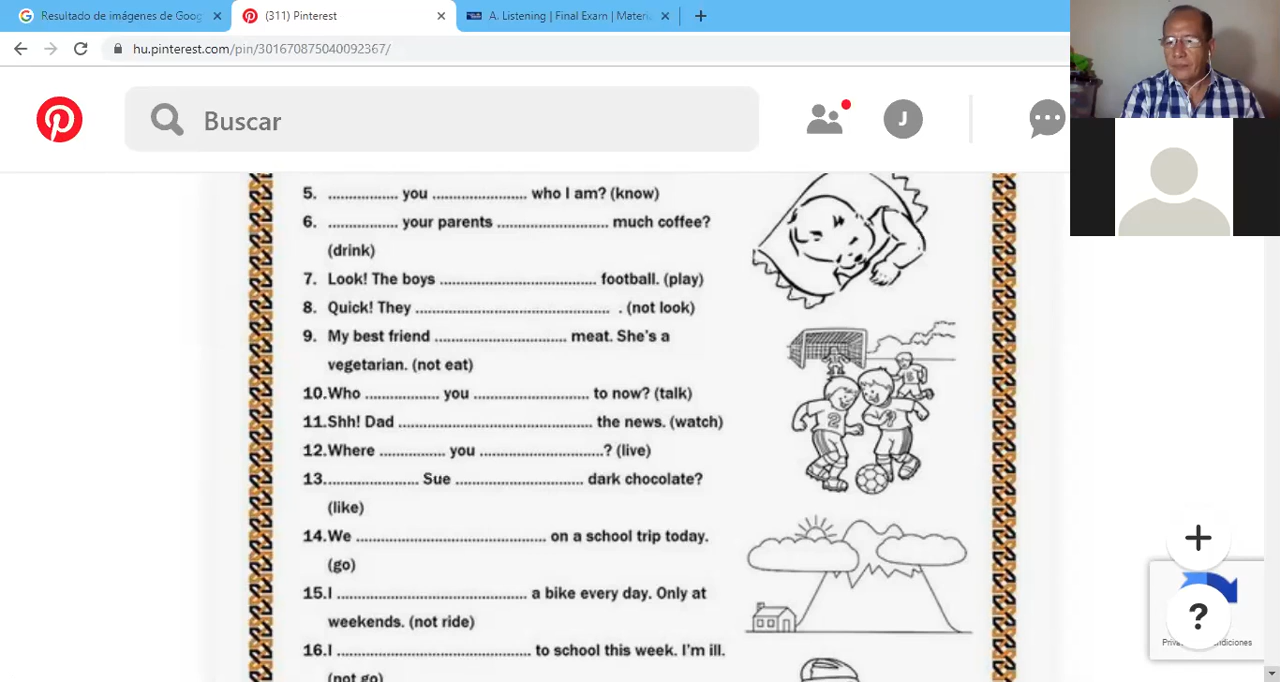 Resultado de imágenes de Goog
(311) Pinterest
A. Listening | Final Exam | Materi
hu.pinterest.com/pin/301670875040092367/
Buscar
J
5. .................. you ........................ who I am? (know)
6. .................. your parents ............................ much coffee?
(drink)
7. Look! The boys ........................................ football. (play)
8. Quick! They .................................................. . (not look)
9. My best friend .................................. meat. She's a
vegetarian. (not eat)
10.Who ................... you ............................. to now? (talk)
11.Shh! Dad .................................................. the news. (watch)
12.Where ................. you ...............................? (live)
13........................ Sue ................................ dark chocolate?
(like)
14.We ................................................. on a school trip today.
(go)
15.I ................................................. a bike every day. Only at
weekends. (not ride)
16.I .................................................. to school this week. I'm ill.
(not go)
?